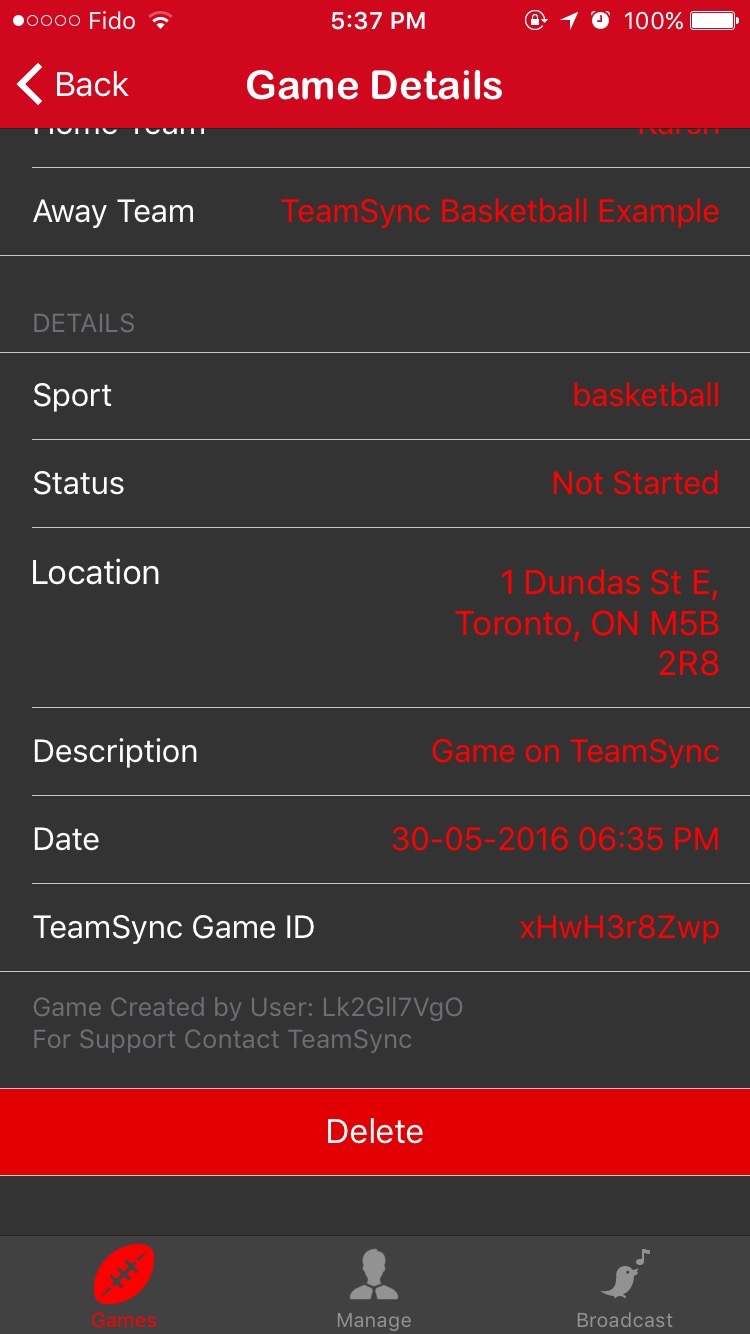 Fido 5:37 PM 100%
Back Game Details
Home Team
Away Team TeamSync Basketball Example
DETAILS
Sport basketball
Status Not Started
Location 1 Dundas St E,
Toronto, ON M5B
2R8
Description Game on TeamSync
Date 30-05-2016 06:35 PM
TeamSync Game ID xHwH3r8Zwp
Game Created by User: Lk2Gll7VgO
For Support Contact TeamSync
Delete
Games Manage Broadcast